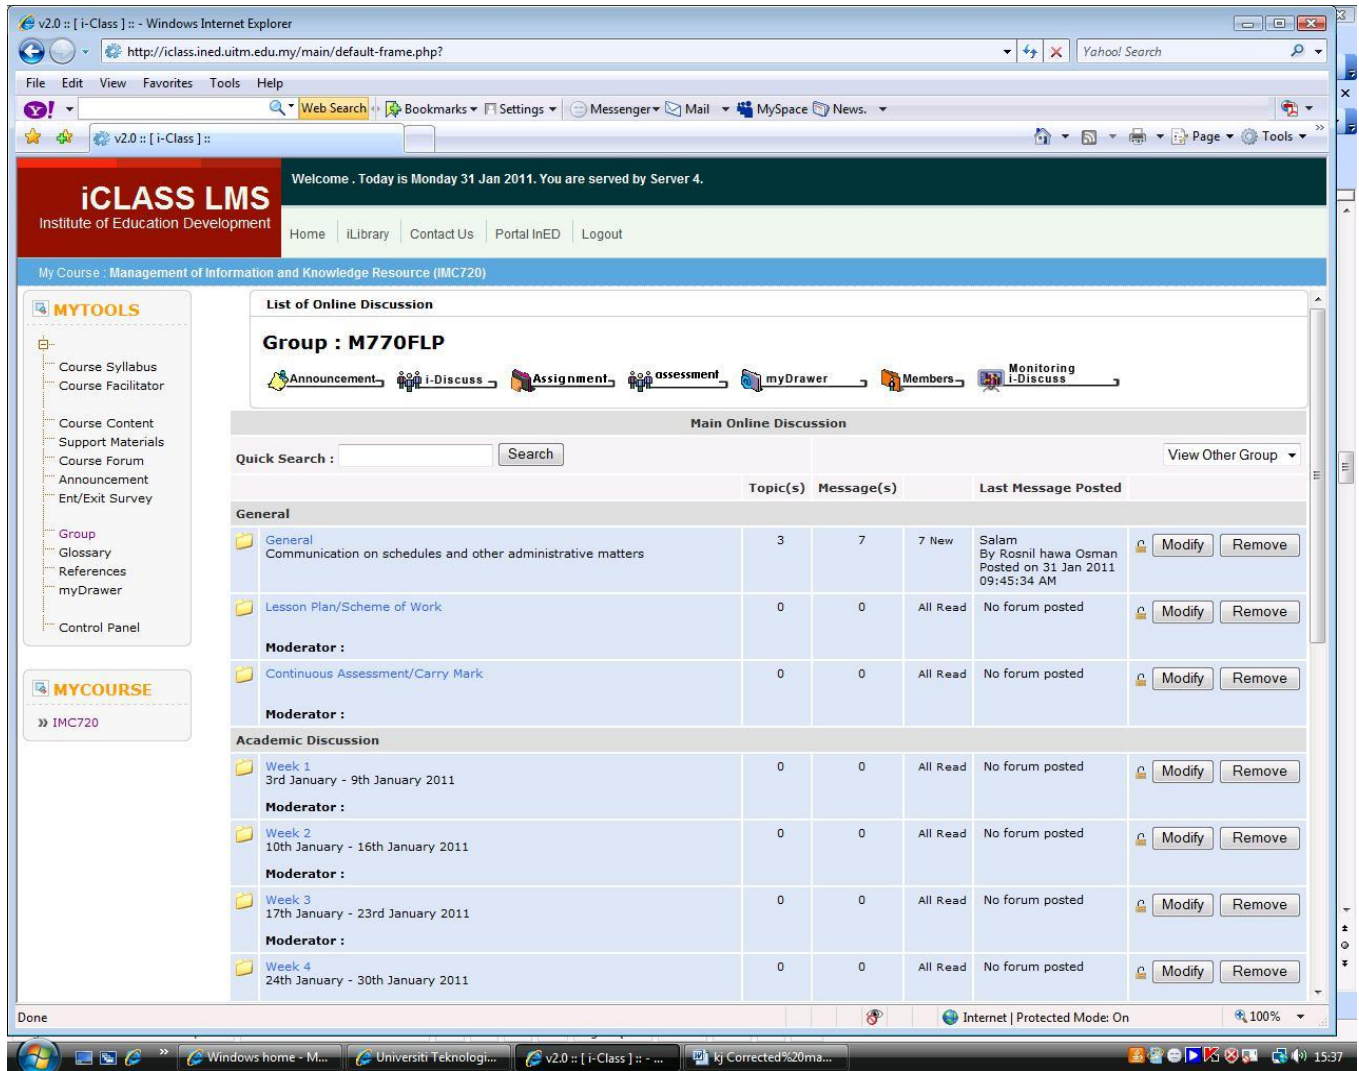 v2.0 :: [ i-Class ] :: - Windows Internet Explorer
http://iclass.ined.uitm.edu.my/main/default-frame.php?
Yahoo! Search
File Edit View Favorites Tools Help
Y! Web Search Bookmarks Settings Messenger Mail MySpace News.
v2.0 :: [ i-Class ] ::
Page Tools
iCLASS LMS
Institute of Education Development
Welcome . Today is Monday 31 Jan 2011. You are served by Server 4.
Home iLibrary Contact Us Portal InED Logout
My Course : Management of Information and Knowledge Resource (IMC720)
MYTOOLS
Course Syllabus
Course Facilitator
Course Content
Support Materials
Course Forum
Announcement
Ent/Exit Survey
Group
Glossary
References
myDrawer
Control Panel
MYCOURSE
» IMC720
List of Online Discussion
Group : M770FLP
Announcement i-Discuss Assignment assessment myDrawer Members Monitoring
i-Discuss
Main Online Discussion
Quick Search : Search View Other Group
Topic(s) Message(s) Last Message Posted
General
General 3 7 7 New Salam Modify Remove
Communication on schedules and other administrative matters By Rosnil hawa Osman
Posted on 31 Jan 2011
09:45:34 AM
Lesson Plan/Scheme of Work 0 0 All Read No forum posted Modify Remove
Moderator :
Continuous Assessment/Carry Mark 0 0 All Read No forum posted Modify Remove
Moderator :
Academic Discussion
Week 1 0 0 All Read No forum posted Modify Remove
3rd January - 9th January 2011
Moderator :
Week 2 0 0 All Read No forum posted Modify Remove
10th January - 16th January 2011
Moderator :
Week 3 0 0 All Read No forum posted Modify Remove
17th January - 23rd January 2011
Moderator :
Week 4 0 0 All Read No forum posted Modify Remove
24th January - 30th January 2011
Done Internet | Protected Mode: On 100%
Windows home - M... Universiti Teknologi... v2.0 :: [ i-Class ] :: - ... kj Corrected%20ma... 15:37